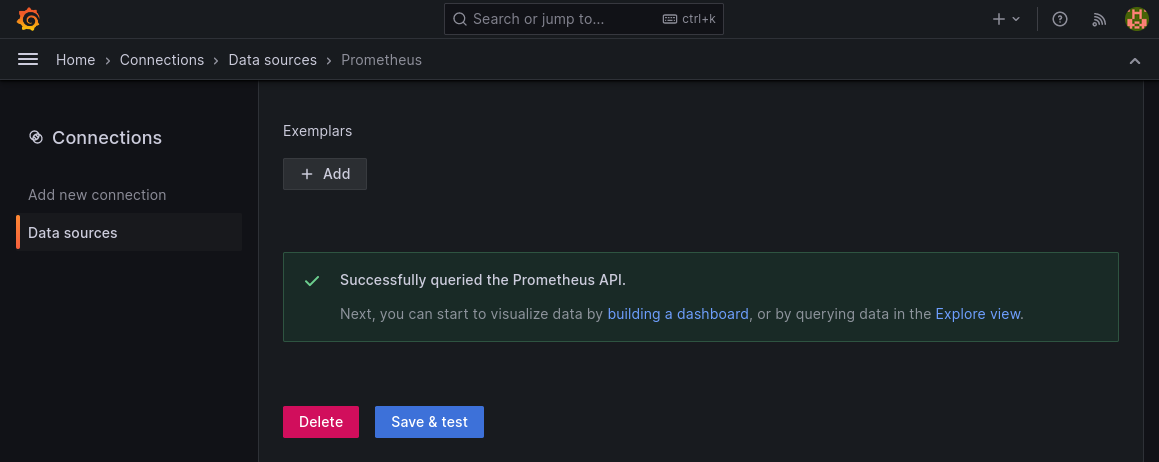 Search or jump to... ctrl+k
Home › Connections › Data sources › Prometheus
Connections
Add new connection
Data sources
Exemplars
+ Add
Successfully queried the Prometheus API.
Next, you can start to visualize data by building a dashboard, or by querying data in the Explore view.
Delete Save & test